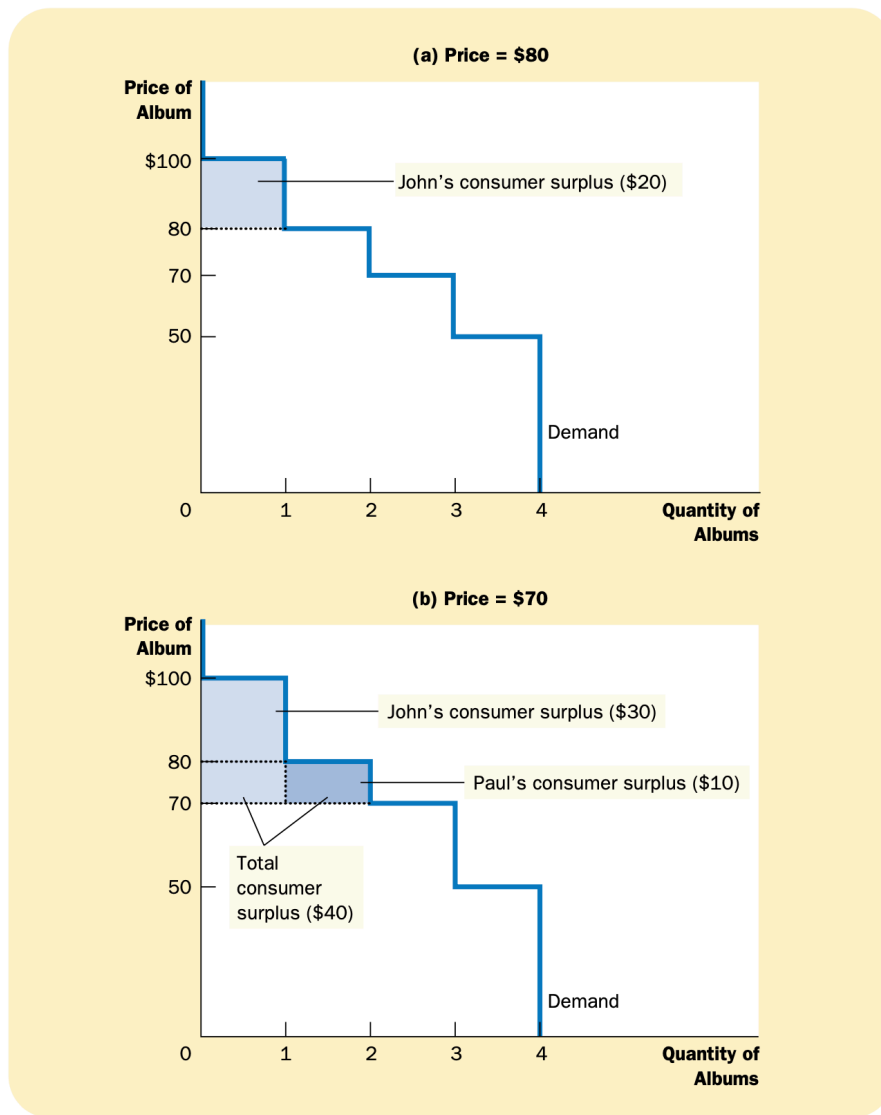 (a) Price = $80
Price of
Album
$100
John’s consumer surplus ($20)
80
70
50
Demand
0
1
2
3
4
Quantity of
Albums
(b) Price = $70
Price of
Album
$100
John’s consumer surplus ($30)
80
Paul’s consumer surplus ($10)
70
Total
consumer
surplus ($40)
50
Demand
0
1
2
3
4
Quantity of
Albums